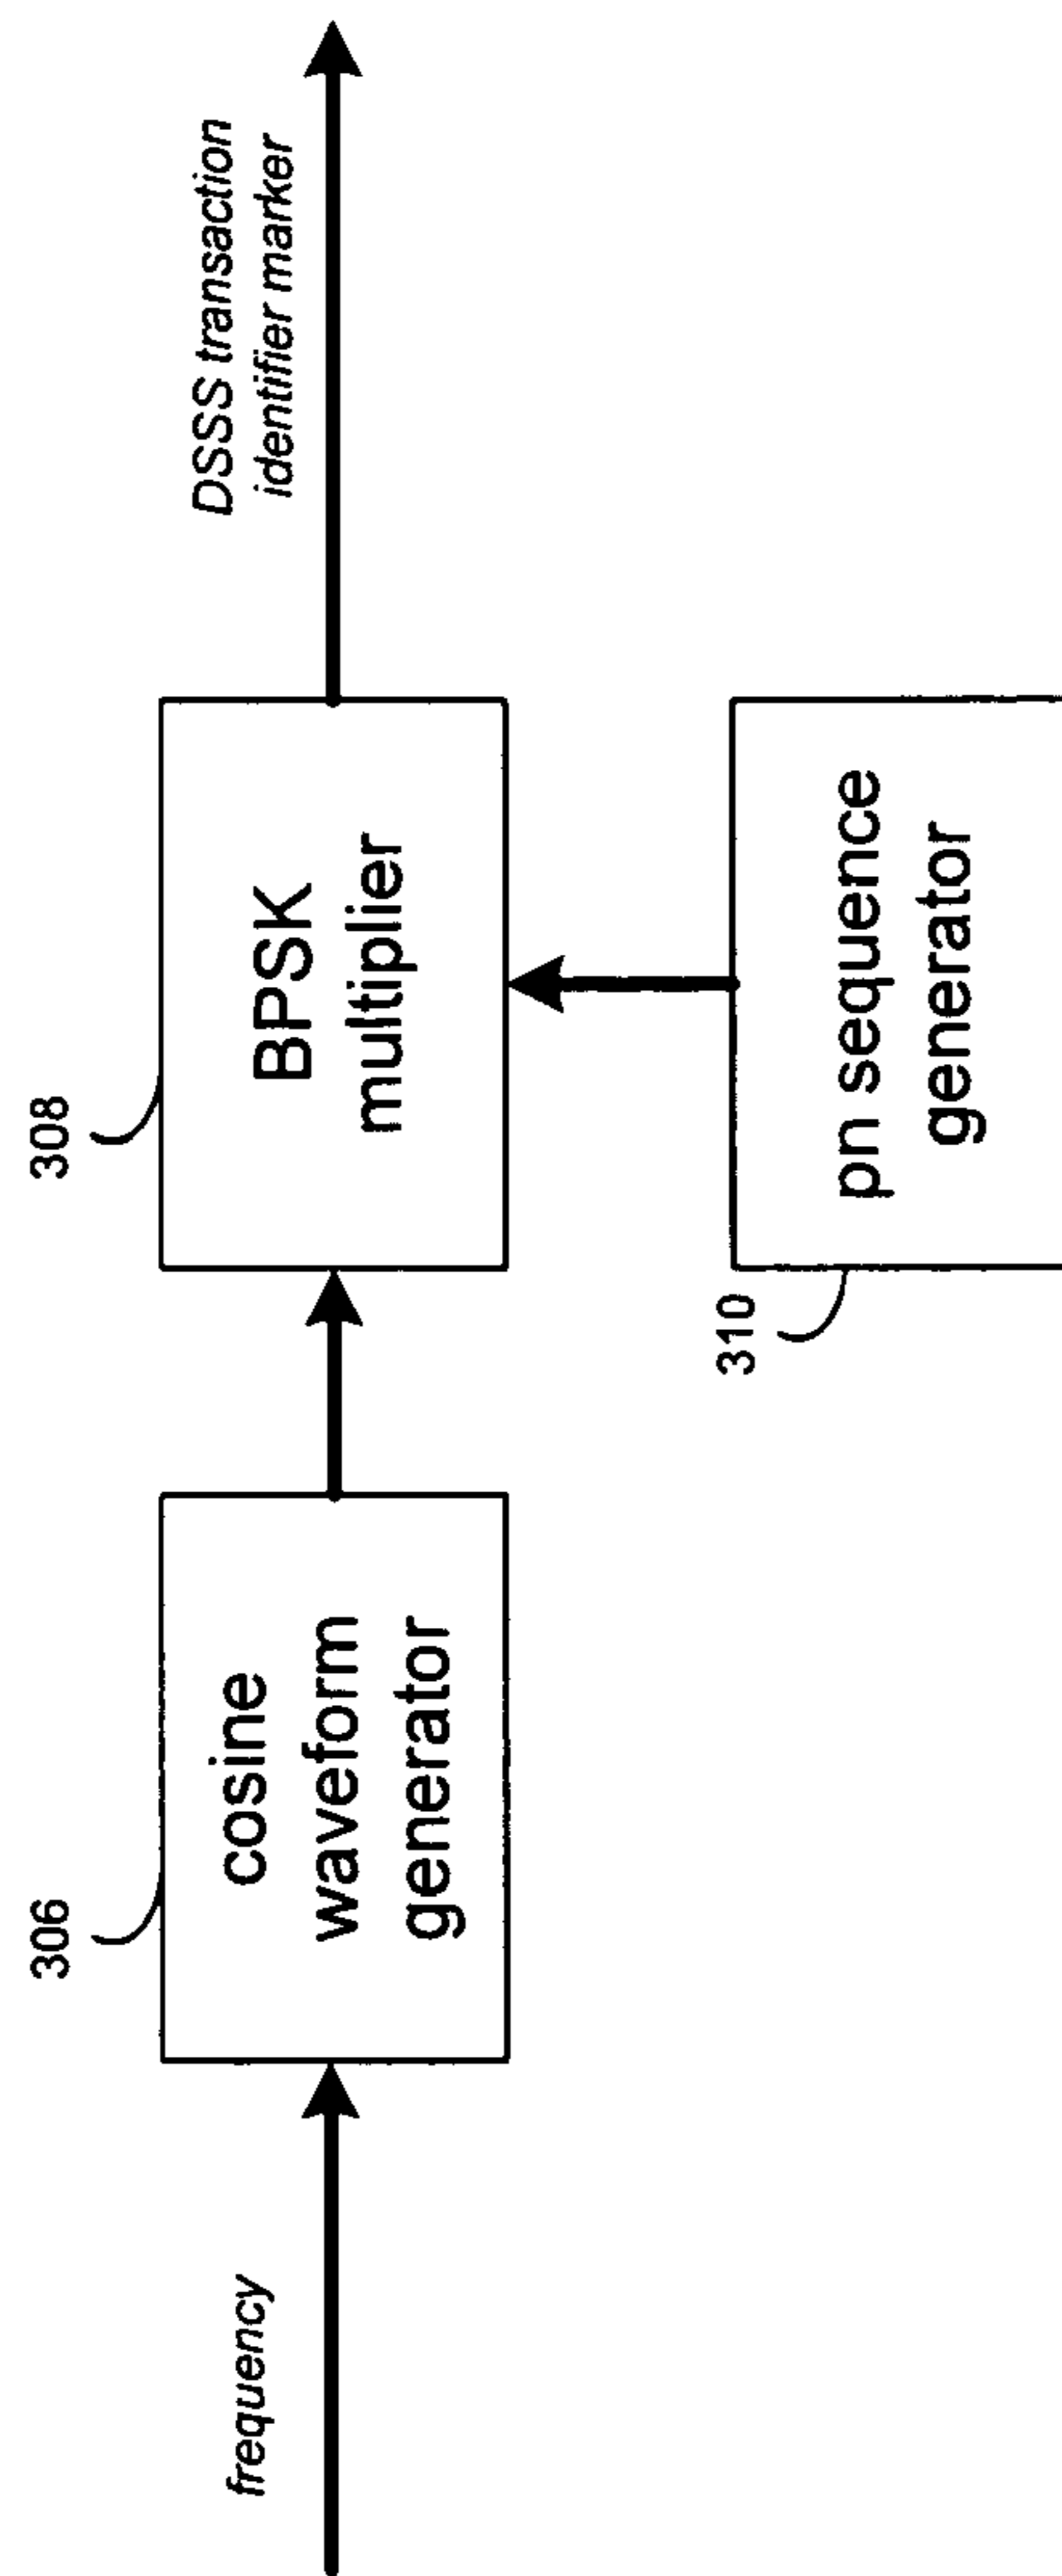 frequency
306
cosine
waveform
generator
308
BPSK
multiplier
DSSS transaction
identifier marker
310
pn sequence
generator